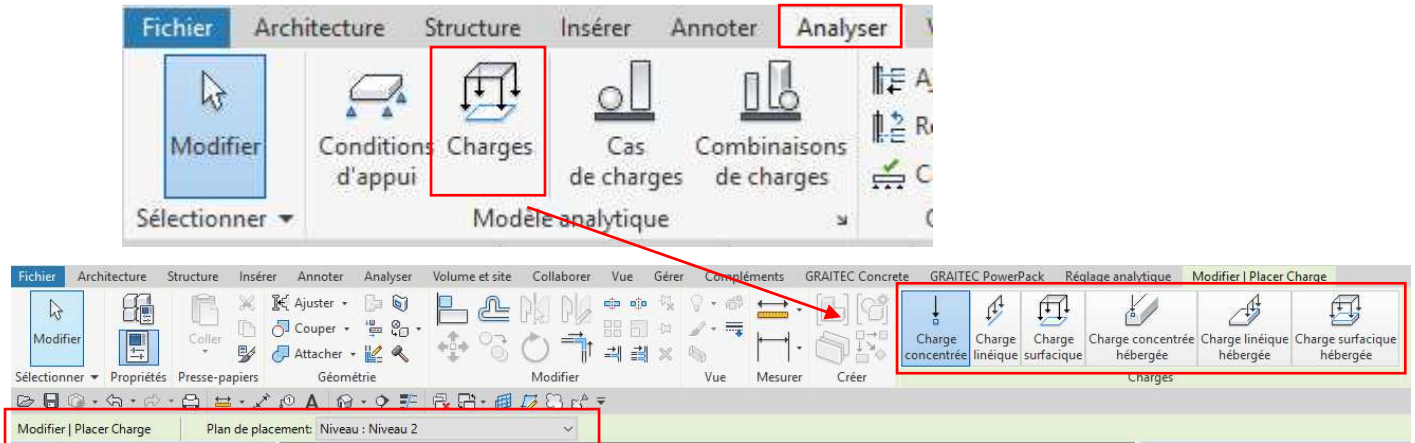 Fichier Architecture Structure Insérer Annoter Analyser
Modifier
Conditions d'appui
Charges
Cas de charges
Combinaisons de charges
Sélectionner
Modèle analytique
Fichier Architecture Structure Insérer Annoter Analyser Volume et site Collaborer Vue Gérer Compléments GRAITEC Concrete GRAITEC PowerPack Réglage analytique Modifier | Placer Charge
Modifier
Coller
Ajuster
Couper
Attacher
Charge concentrée
Charge linéique
Charge surfacique
Charge concentrée hébergée
Charge linéique hébergée
Charge surfacique hébergée
Sélectionner Propriétés Presse-papiers Géométrie Modifier Vue Mesurer Créer Charges
Modifier | Placer Charge Plan de placement: Niveau : Niveau 2